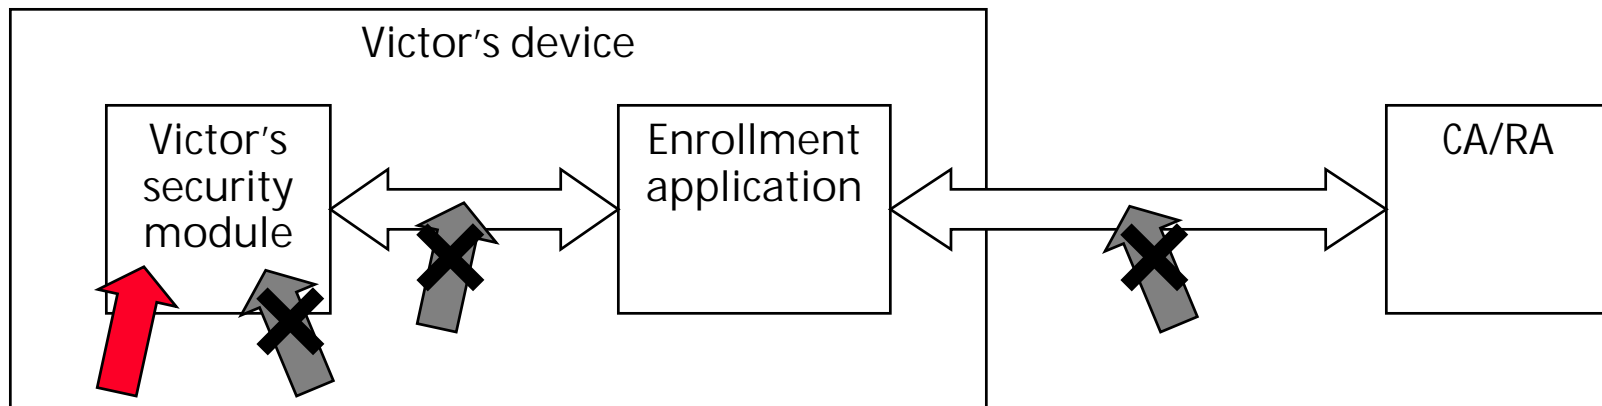 Victor's device
Victor's
security
module
Enrollment
application
CA/RA